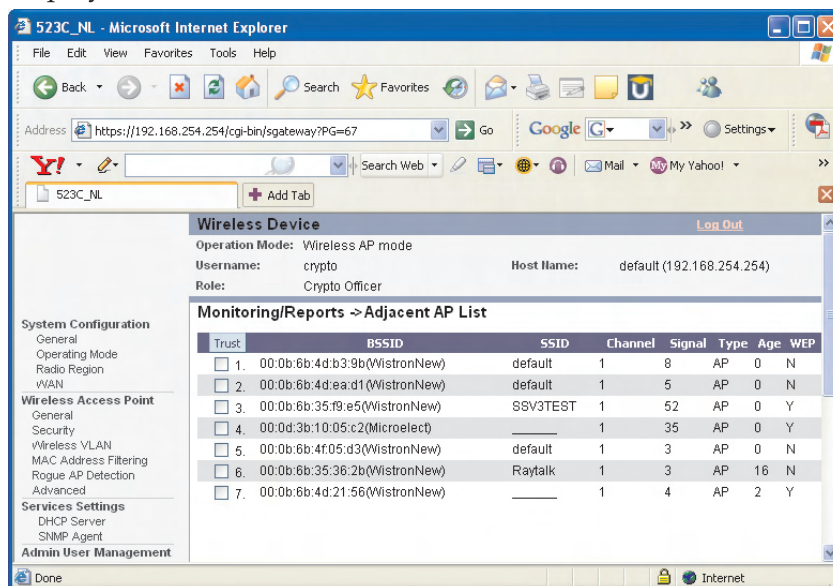 523C_NL - Microsoft Internet Explorer
File Edit View Favorites Tools Help
Back Search Favorites
Address https://192.168.254.254/cgi-bin/sgateway?PG=67 Go Google G Settings
Y! Search Web Mail My My Yahoo!
523C_NL Add Tab
Wireless Device Log Out
Operation Mode: Wireless AP mode
Username: crypto Host Name: default (192.168.254.254)
Role: Crypto Officer
Monitoring/Reports -> Adjacent AP List
System Configuration
General
Operating Mode
Radio Region
WAN
Wireless Access Point
General
Security
Wireless VLAN
MAC Address Filtering
Rogue AP Detection
Advanced
Services Settings
DHCP Server
SNMP Agent
Admin User Management
Trust BSSID SSID Channel Signal Type Age WEP
1. 00:0b:6b:4d:b3:9b(WistronNew) default 1 8 AP 0 N
2. 00:0b:6b:4d:ea:d1(WistronNew) default 1 5 AP 0 N
3. 00:0b:6b:35:f9:e5(WistronNew) SSV3TEST 1 52 AP 0 Y
4. 00:0d:3b:10:05:c2(Microelect) ______ 1 35 AP 0 Y
5. 00:0b:6b:4f:05:d3(WistronNew) default 1 3 AP 0 N
6. 00:0b:6b:35:36:2b(WistronNew) Raytalk 1 3 AP 16 N
7. 00:0b:6b:4d:21:56(WistronNew) ______ 1 4 AP 2 Y
Done Internet